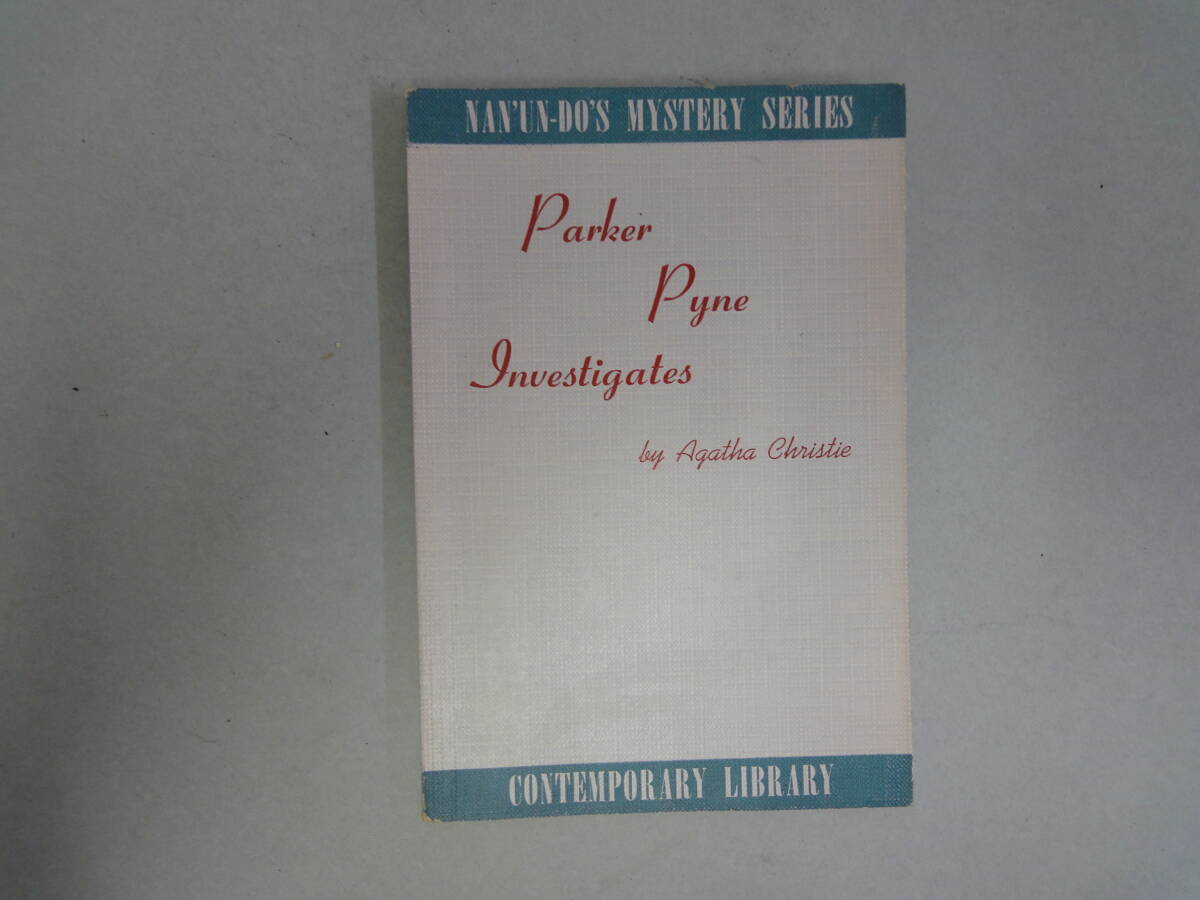 NAN'UN-DO'S MYSTERY SERIES
Parker
Pyne
Investigates
by Agatha Christie
CONTEMPORARY LIBRARY